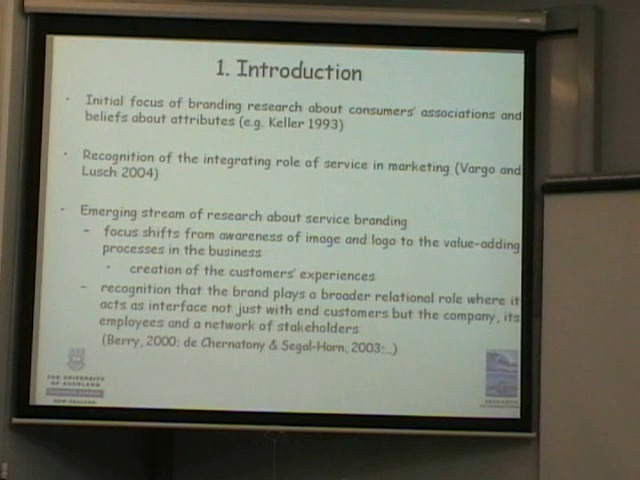 1. Introduction
· Initial focus of branding research about consumers' associations and
beliefs about attributes (e.g. Keller 1993)
· Recognition of the integrating role of service in marketing (Vargo and
Lusch 2004)
· Emerging stream of research about service branding
- focus shifts from awareness of image and logo to the value-adding
processes in the business
· creation of the customers' experiences
- recognition that the brand plays a broader relational role where it
acts as interface not just with end customers but the company, its
employees and a network of stakeholders
(Berry, 2000; de Chernatony & Segal-Horn, 2003;…)
THE UNIVERSITY
OF AUCKLAND
NEW ZEALAND